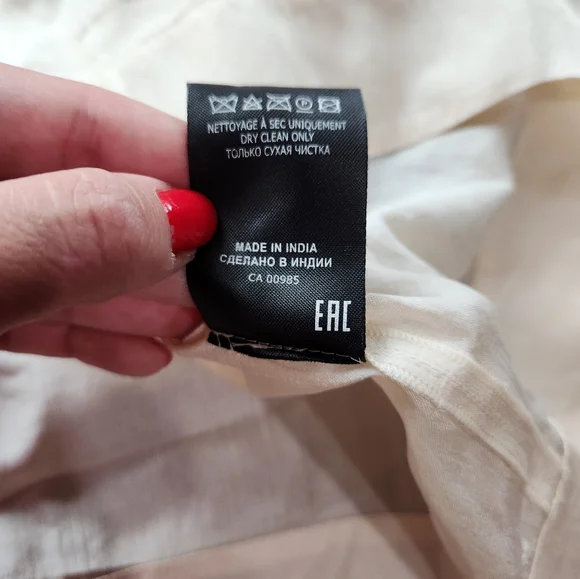 NETTOYAGE À SEC UNIQUEMENT
DRY CLEAN ONLY
ТОЛЬКО СУХАЯ ЧИСТКА
MADE IN INDIA
СДЕЛАНО В ИНДИИ
CA 00985
EAC